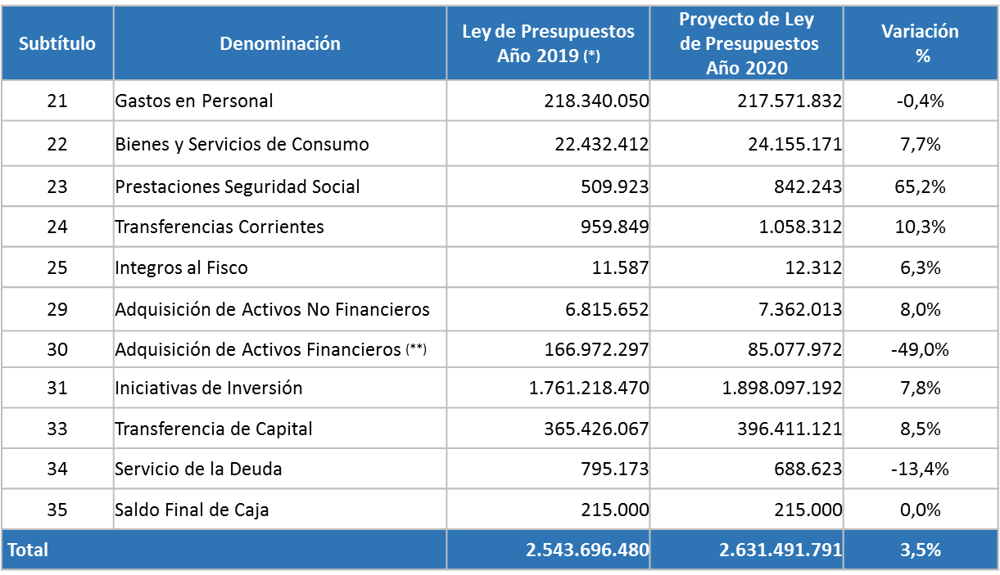 Subtítulo Denominación Ley de Presupuestos Año 2019 (*) Proyecto de Ley de Presupuestos Año 2020 Variación %
21 Gastos en Personal 218.340.050 217.571.832 -0,4%
22 Bienes y Servicios de Consumo 22.432.412 24.155.171 7,7%
23 Prestaciones Seguridad Social 509.923 842.243 65,2%
24 Transferencias Corrientes 959.849 1.058.312 10,3%
25 Integros al Fisco 11.587 12.312 6,3%
29 Adquisición de Activos No Financieros 6.815.652 7.362.013 8,0%
30 Adquisición de Activos Financieros (**) 166.972.297 85.077.972 -49,0%
31 Iniciativas de Inversión 1.761.218.470 1.898.097.192 7,8%
33 Transferencia de Capital 365.426.067 396.411.121 8,5%
34 Servicio de la Deuda 795.173 688.623 -13,4%
35 Saldo Final de Caja 215.000 215.000 0,0%
Total 2.543.696.480 2.631.491.791 3,5%